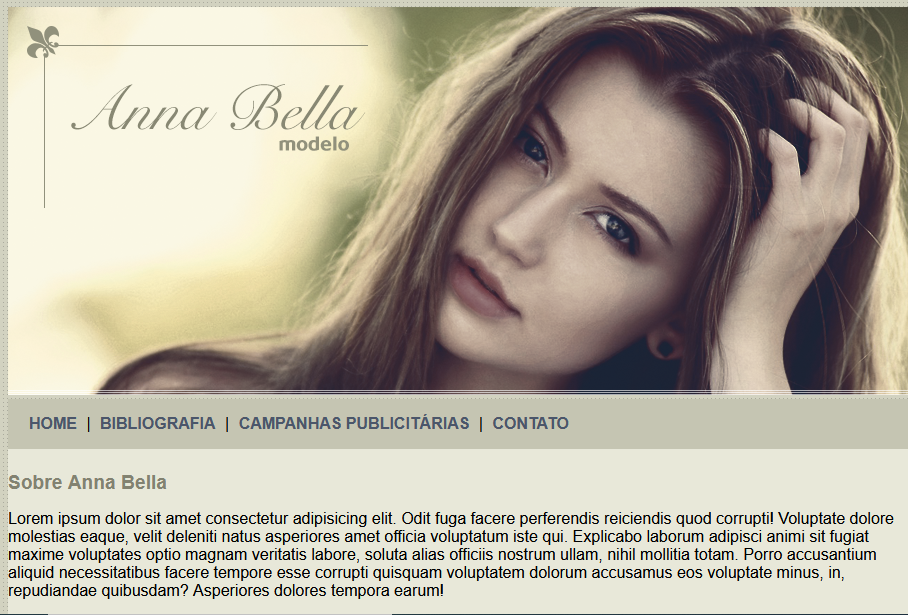 Anna Bella
modelo
HOME | BIBLIOGRAFIA | CAMPANHAS PUBLICITÁRIAS | CONTATO
Sobre Anna Bella
Lorem ipsum dolor sit amet consectetur adipisicing elit. Odit fuga facere perferendis reiciendis quod corrupti! Voluptate dolore
molestias eaque, velit deleniti natus asperiores amet officia voluptatum iste qui. Explicabo laborum adipisci animi sit fugiat
maxime voluptates optio magnam veritatis labore, soluta alias officiis nostrum ullam, nihil mollitia totam. Porro accusantium
aliquid necessitatibus facere tempore esse corrupti quisquam voluptatem dolorum accusamus eos voluptate minus, in,
repudiandae quibusdam? Asperiores dolores tempora earum!